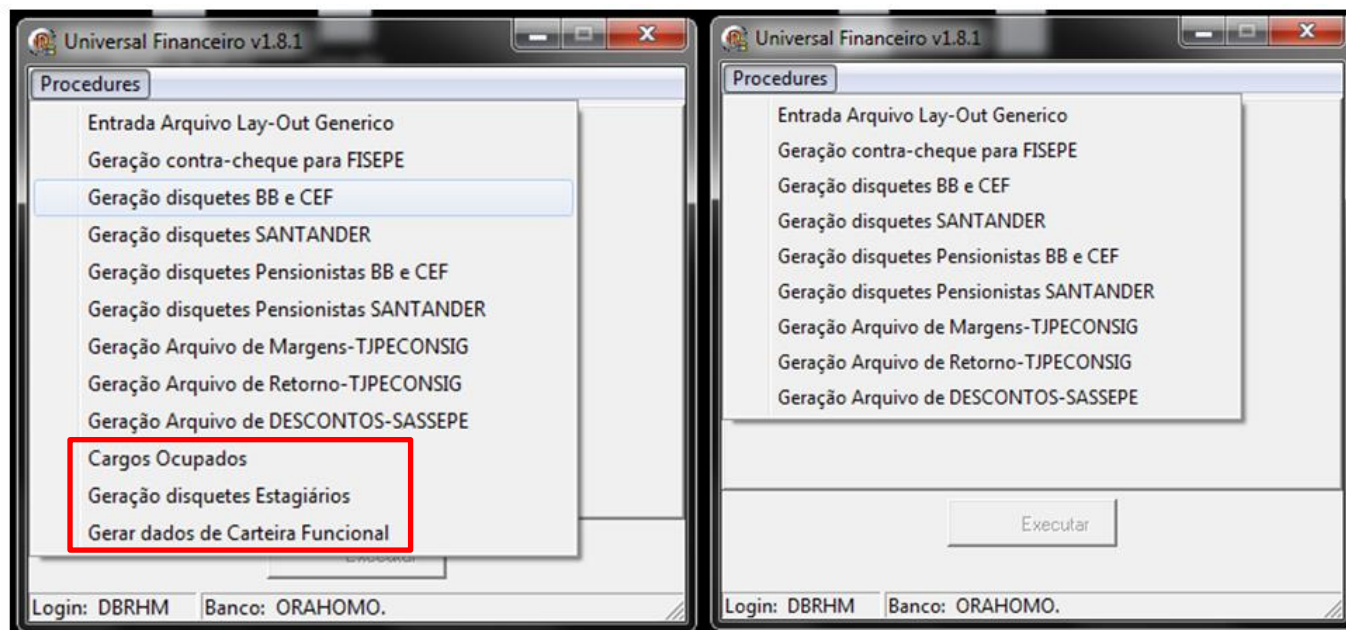 Universal Financeiro v1.8.1
Procedures
Entrada Arquivo Lay-Out Generico
Geração contra-cheque para FISEPE
Geração disquetes BB e CEF
Geração disquetes SANTANDER
Geração disquetes Pensionistas BB e CEF
Geração disquetes Pensionistas SANTANDER
Geração Arquivo de Margens-TJPECONSIG
Geração Arquivo de Retorno-TJPECONSIG
Geração Arquivo de DESCONTOS-SASSEPE
Cargos Ocupados
Geração disquetes Estagiários
Gerar dados de Carteira Funcional
Login: DBRHM Banco: ORAHOMO.
Universal Financeiro v1.8.1
Procedures
Entrada Arquivo Lay-Out Generico
Geração contra-cheque para FISEPE
Geração disquetes BB e CEF
Geração disquetes SANTANDER
Geração disquetes Pensionistas BB e CEF
Geração disquetes Pensionistas SANTANDER
Geração Arquivo de Margens-TJPECONSIG
Geração Arquivo de Retorno-TJPECONSIG
Geração Arquivo de DESCONTOS-SASSEPE
Executar
Login: DBRHM Banco: ORAHOMO.